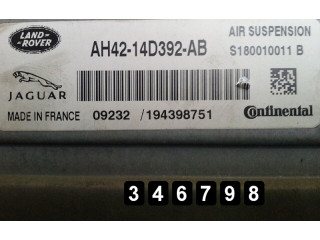 LAND-
ROVER
AH42-14D392-AB
AIR SUSPENSION
S180010011 B
JAGUAR
MADE IN FRANCE
09232 / 194398751
Continental
346798